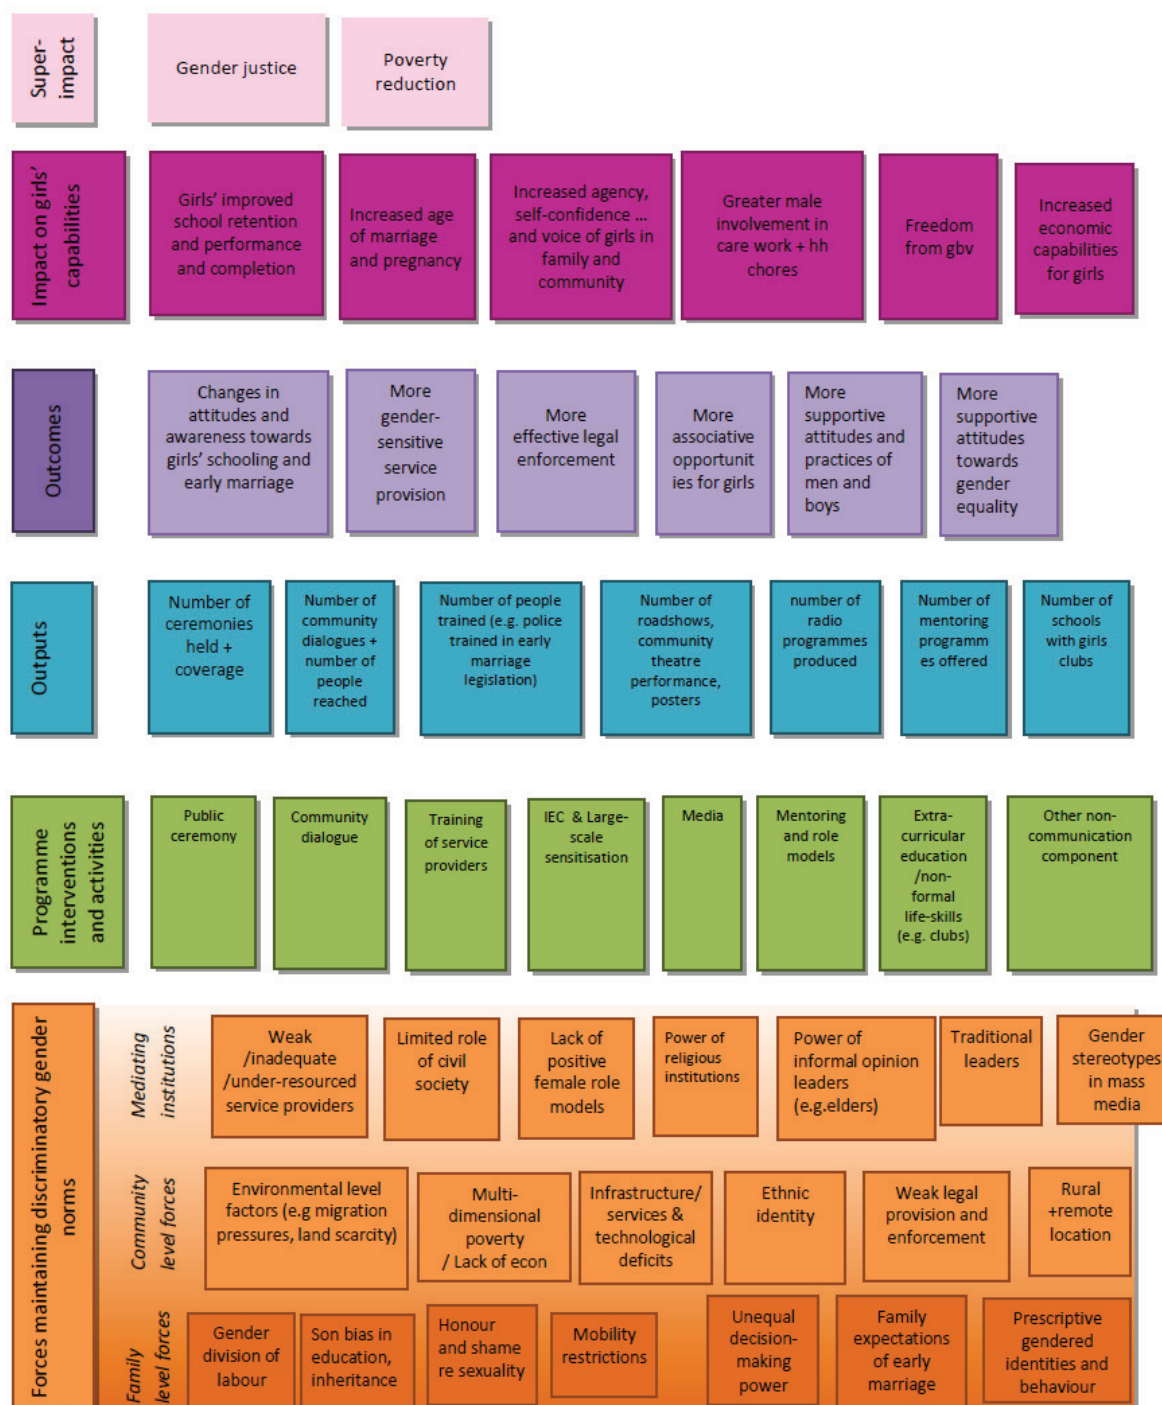 Super-
impact
Gender justice
Poverty
reduction
Impact on girls'
capabilities
Girls' improved
school retention
and performance
and completion
Increased age
of marriage
and pregnancy
Increased agency,
self-confidence ...
and voice of girls in
family and
community
Greater male
involvement in
care work + hh
chores
Freedom
from gbv
Increased
economic
capabilities
for girls
Outcomes
Changes in
attitudes and
awareness towards
girls' schooling and
early marriage
More
gender-
sensitive
service
provision
More
effective legal
enforcement
More
associative
opportunit
ies for girls
More
supportive
attitudes and
practices of
men and
boys
More
supportive
attitudes
towards
gender
equality
Outputs
Number of
ceremonies
held +
coverage
Number of
community
dialogues +
number of
people
reached
Number of people
trained (e.g. police
trained in early
marriage
legislation)
Number of
roadshows,
community
theatre
performance,
posters
number of
radio
programmes
produced
Number of
mentoring
programm
es offered
Number of
schools
with girls
clubs
Programme
interventions
and activities
Public
ceremony
Community
dialogue
Training
of service
providers
IEC & Large-
scale
sensitisation
Media
Mentoring
and role
models
Extra-
curricular
education
/non-
formal
life-skills
(e.g. clubs)
Other non-
communication
component
Forces maintaining discriminatory gender
norms
Mediating
institutions
Weak
/inadequate
/under-resourced
service providers
Limited role
of civil
society
Lack of
positive
female role
models
Power of
religious
institutions
Power of
informal opinion
leaders
(e.g.elders)
Traditional
leaders
Gender
stereotypes
in mass
media
Community
level forces
Environmental level
factors (e.g migration
pressures, land scarcity)
Multi-
dimensional
poverty
/ Lack of econ
Infrastructure/
services &
technological
deficits
Ethnic
identity
Weak legal
provision and
enforcement
Rural
+remote
location
Family
level forces
Gender
division of
labour
Son bias in
education,
inheritance
Honour
and shame
re sexuality
Mobility
restrictions
Unequal
decision-
making
power
Family
expectations
of early
marriage
Prescriptive
gendered
identities and
behaviour